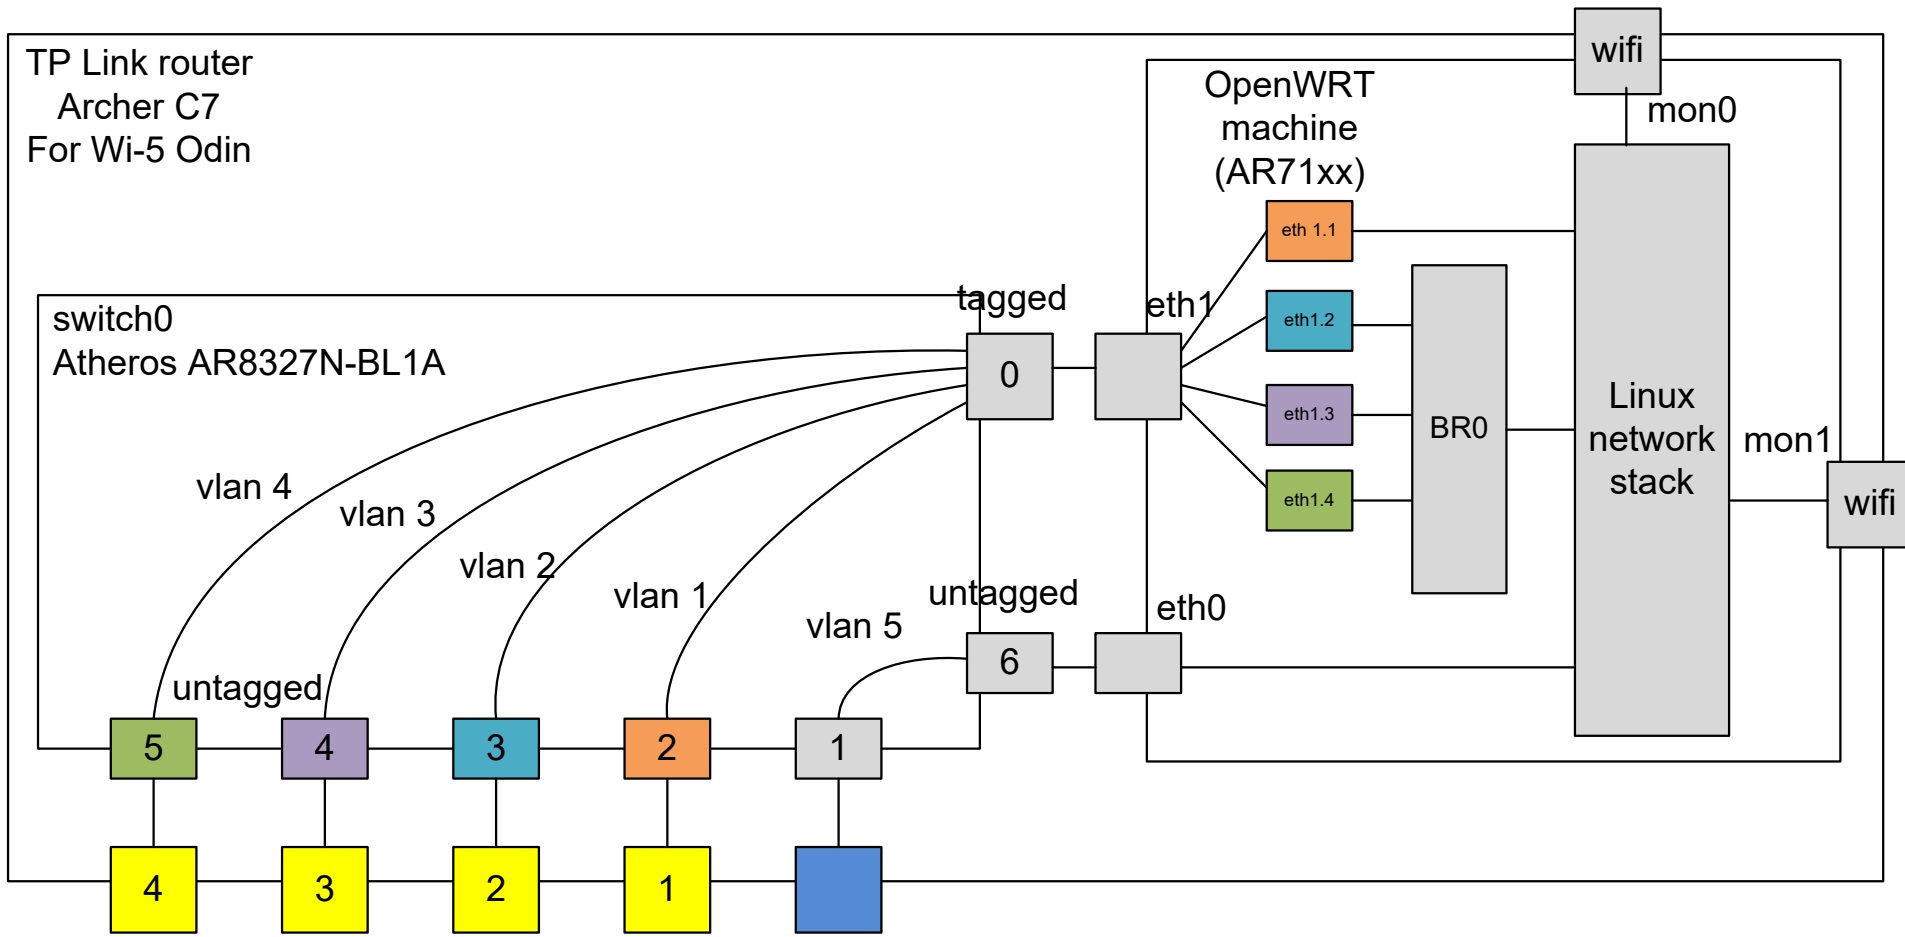 TP Link router
Archer C7
For Wi-5 Odin
wifi
mon0
OpenWRT
machine
(AR71xx)
eth 1.1
eth1.2
eth1.3
eth1.4
BR0
Linux
network
stack
mon1
wifi
switch0
Atheros AR8327N-BL1A
tagged
0
eth1
vlan 4
vlan 3
vlan 2
vlan 1
vlan 5
untagged
6
eth0
untagged
5
4
3
2
1
4
3
2
1